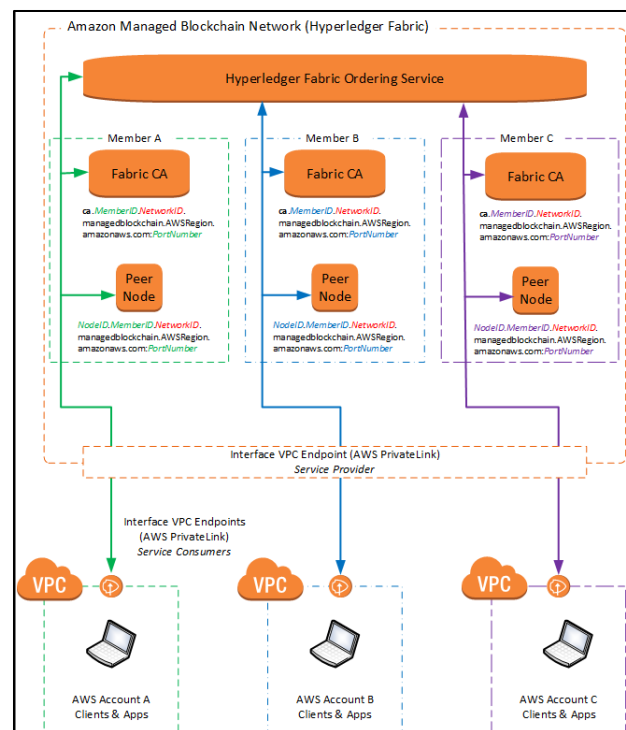 Amazon Managed Blockchain Network (Hyperledger Fabric)
Hyperledger Fabric Ordering Service
Member A
Fabric CA
ca.MemberID.NetworkID.
managedblockchain.AWSRegion.
amazonaws.com:PortNumber
Peer
Node
NodeID.MemberID.NetworkID.
managedblockchain.AWSRegion.
amazonaws.com:PortNumber
Member B
Fabric CA
ca.MemberID.NetworkID.
managedblockchain.AWSRegion.
amazonaws.com:PortNumber
Peer
Node
NodeID.MemberID.NetworkID.
managedblockchain.AWSRegion.
amazonaws.com:PortNumber
Member C
Fabric CA
ca.MemberID.NetworkID.
managedblockchain.AWSRegion.
amazonaws.com:PortNumber
Peer
Node
NodeID.MemberID.NetworkID.
managedblockchain.AWSRegion.
amazonaws.com:PortNumber
Interface VPC Endpoint (AWS PrivateLink)
Service Provider
Interface VPC Endpoints
(AWS PrivateLink)
Service Consumers
VPC
AWS Account A
Clients & Apps
VPC
AWS Account B
Clients & Apps
VPC
AWS Account C
Clients & Apps